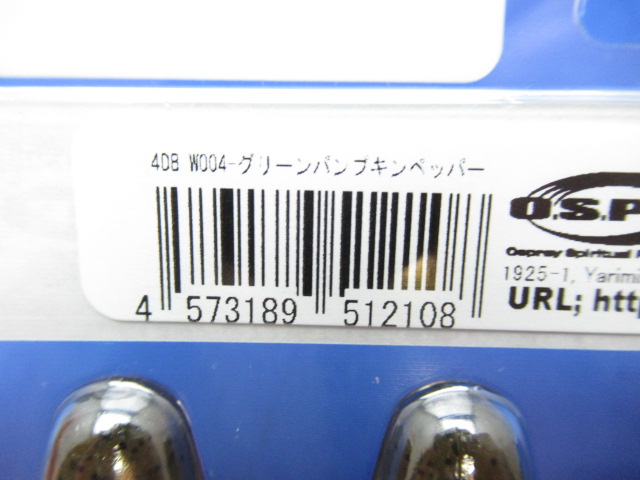 4DB W004-グリーンパンプキンペッパー
4 573189 512108
O.S.P
Osprey Spiritual
1925-1, Yarimi
URL; http